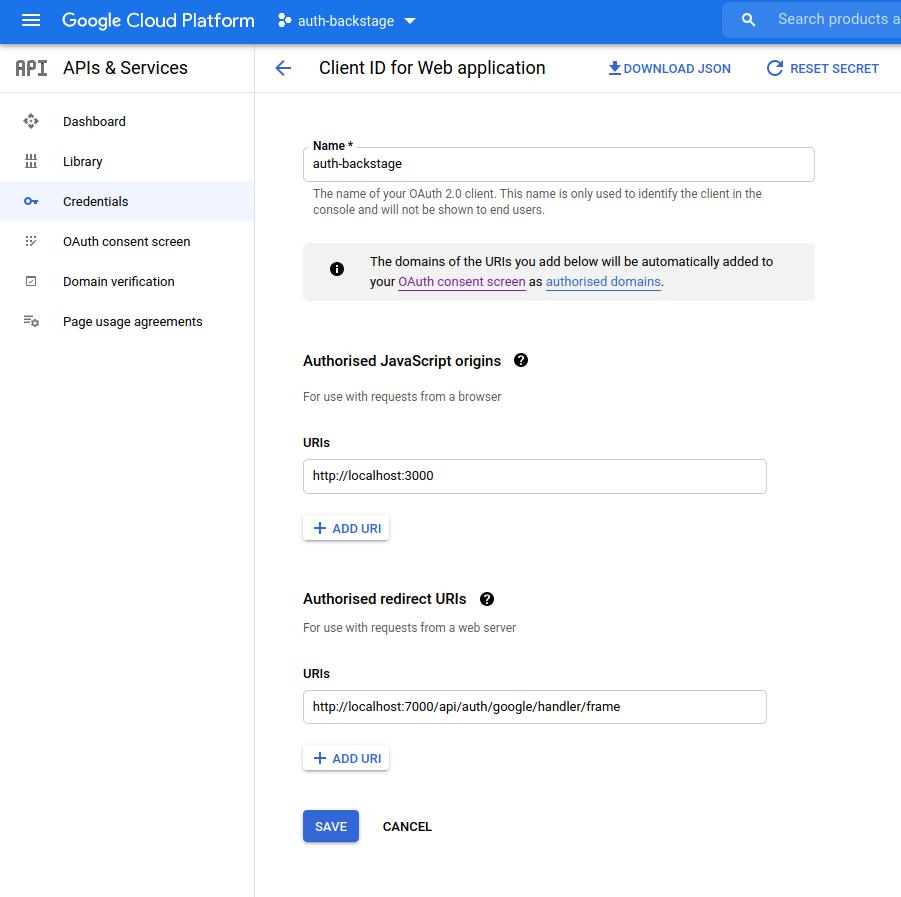 Google Cloud Platform
auth-backstage
Search products a
API
APIs & Services
Client ID for Web application
DOWNLOAD JSON
RESET SECRET
Dashboard
Library
Credentials
OAuth consent screen
Domain verification
Page usage agreements
Name *
auth-backstage
The name of your OAuth 2.0 client. This name is only used to identify the client in the
console and will not be shown to end users.
The domains of the URIs you add below will be automatically added to
your OAuth consent screen as authorised domains.
Authorised JavaScript origins
For use with requests from a browser
URIs
http://localhost:3000
ADD URI
Authorised redirect URIs
For use with requests from a web server
URIs
http://localhost:7000/api/auth/google/handler/frame
ADD URI
SAVE
CANCEL